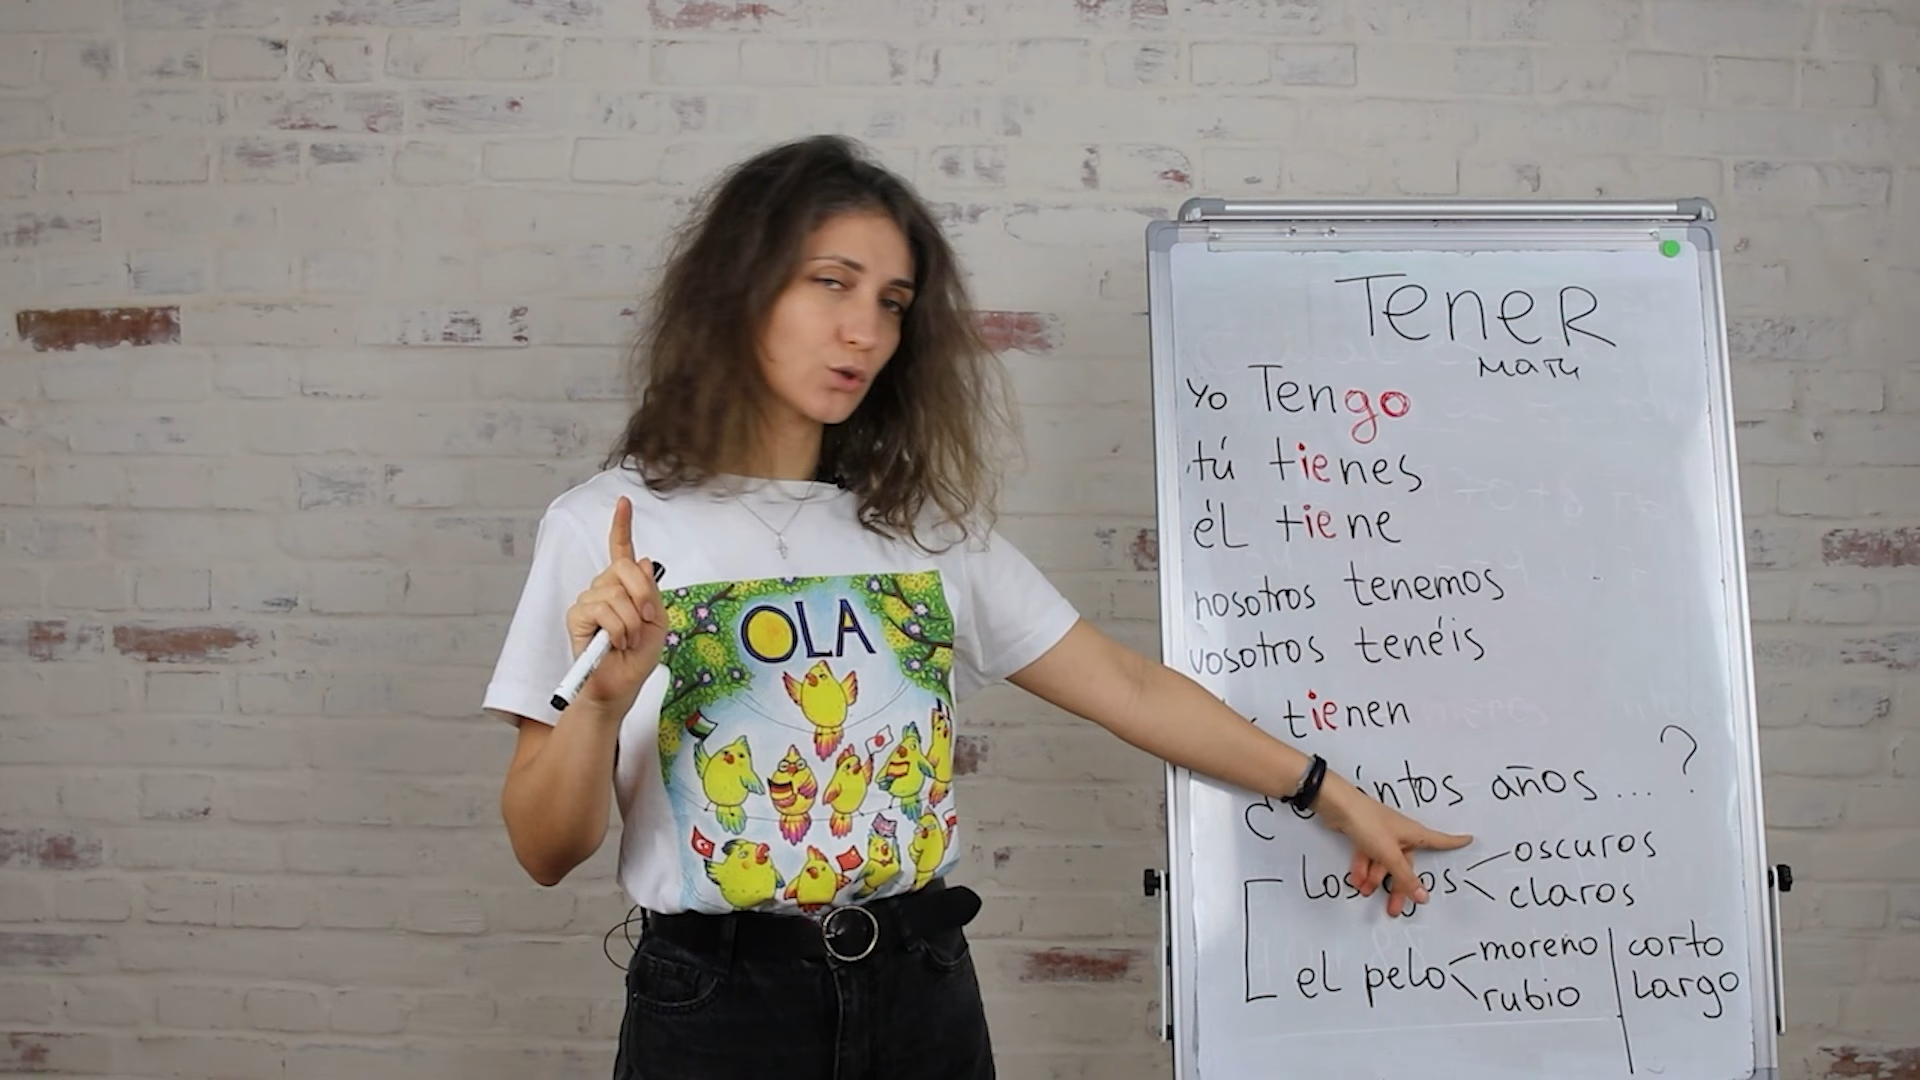 OLA
Tener
мати
yo Tengo
tú tienes
él tiene
nosotros tenemos
vosotros tenéis
tienen
años...?
Los
oscuros
claros
el pelo
moreno
rubio
corto
Largo